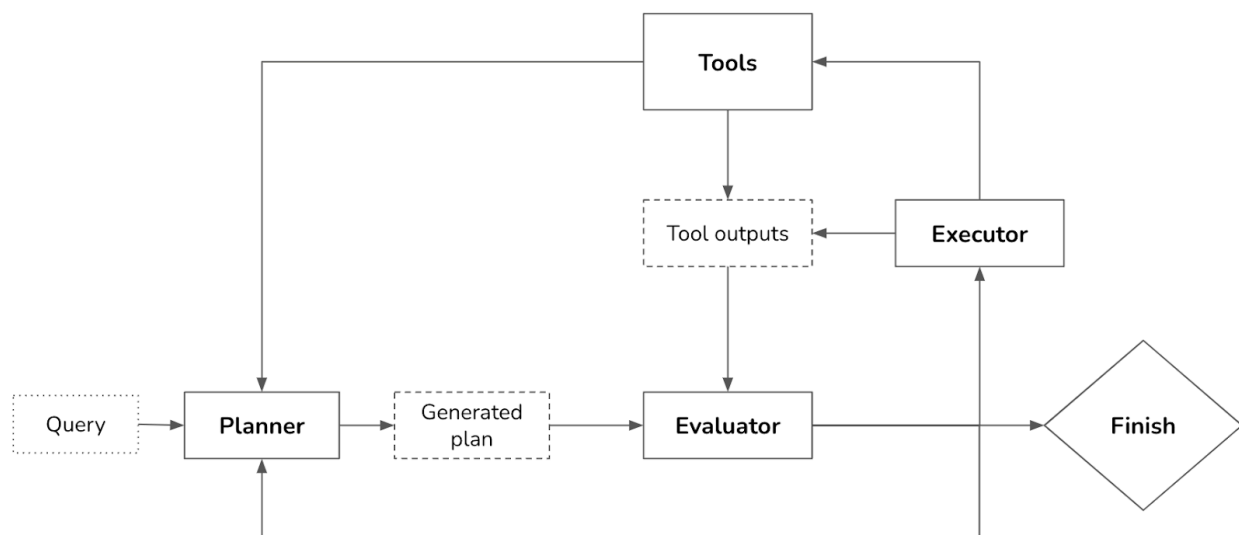 Tools
Tool outputs
Executor
Query
Planner
Generated
plan
Evaluator
Finish